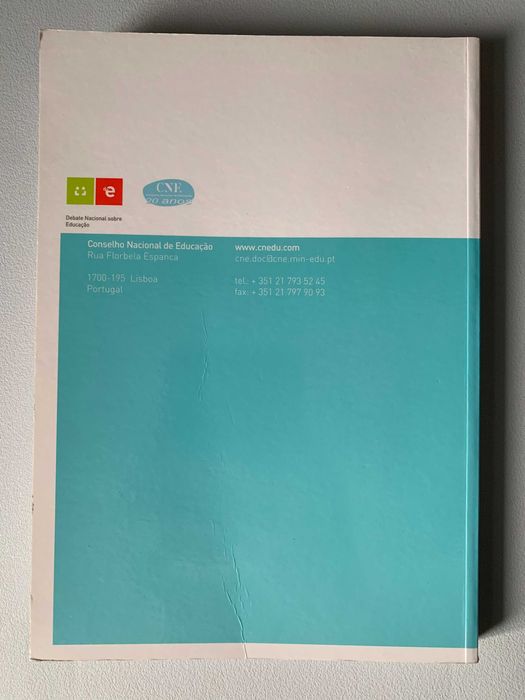 e
CNE
20 anos
Debate Nacional sobre
Educação
Conselho Nacional de Educação
Rua Florbela Espanca
1700-195 Lisboa
Portugal
www.cnedu.com
cne.doc@cne.min-edu.pt
tel.: + 351 21 793 52 45
fax: + 351 21 797 90 93